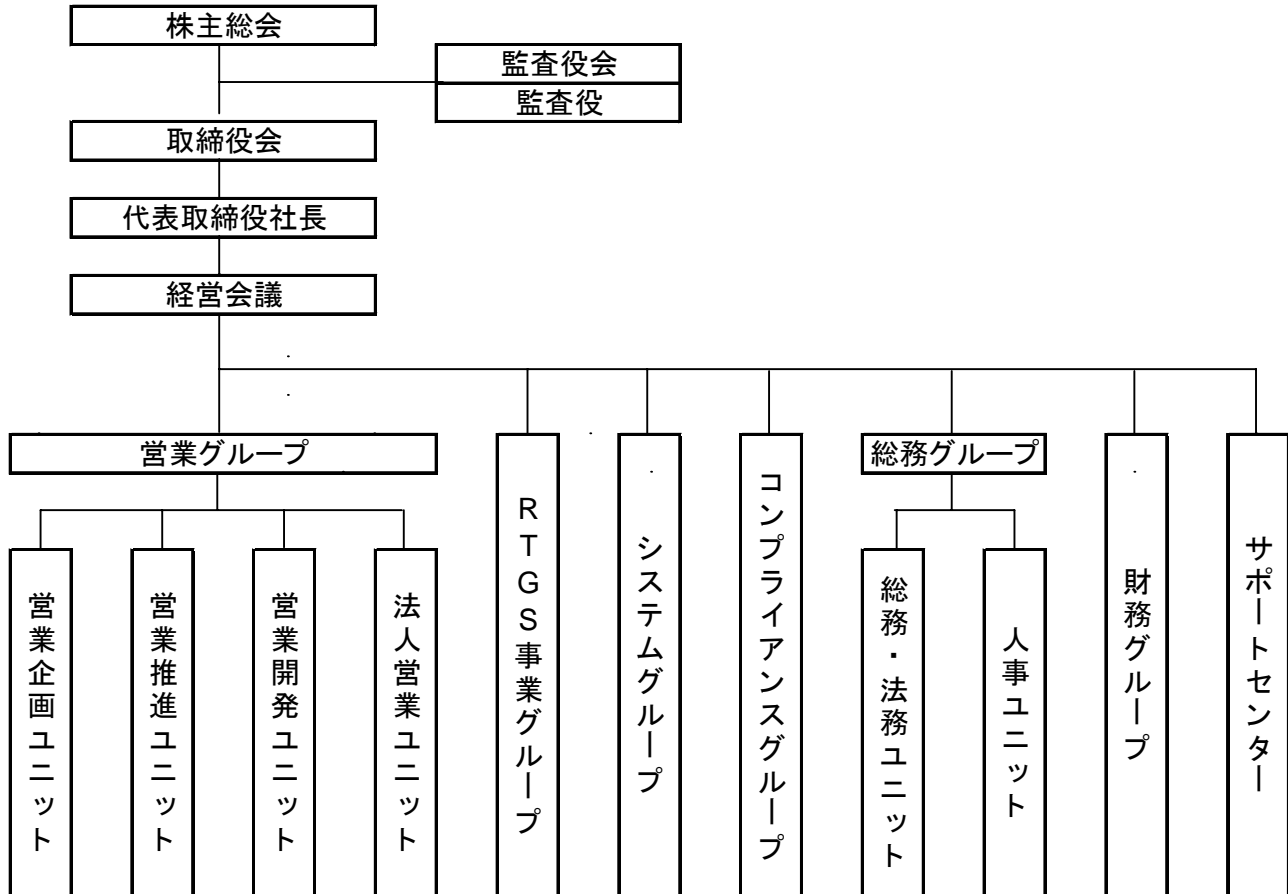 株主総会
監査役会
監査役
取締役会
代表取締役社長
経営会議
営業グループ
総務グループ
営業企画ユニット
営業推進ユニット
営業開発ユニット
法人営業ユニット
RTGS事業グループ
システムグループ
コンプライアンスグループ
総務・法務ユニット
人事ユニット
財務グループ
サポートセンター